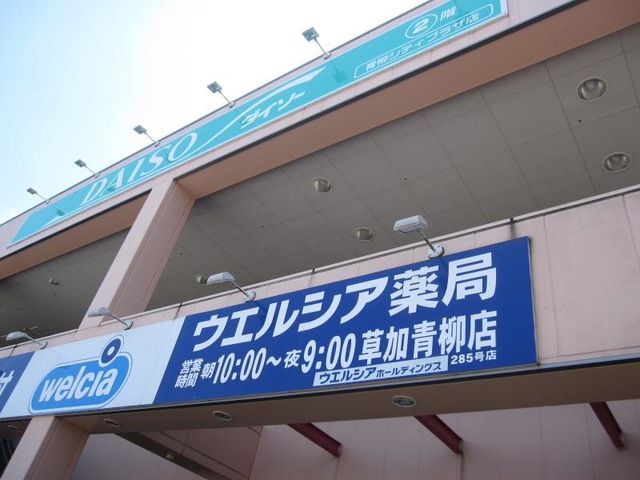 DAISO ダイソー
2階
青柳シティプラザ店
welcia
ウエルシア薬局
営業時間 朝10:00～夜9:00 草加青柳店
ウエルシアホールディングス 285号店